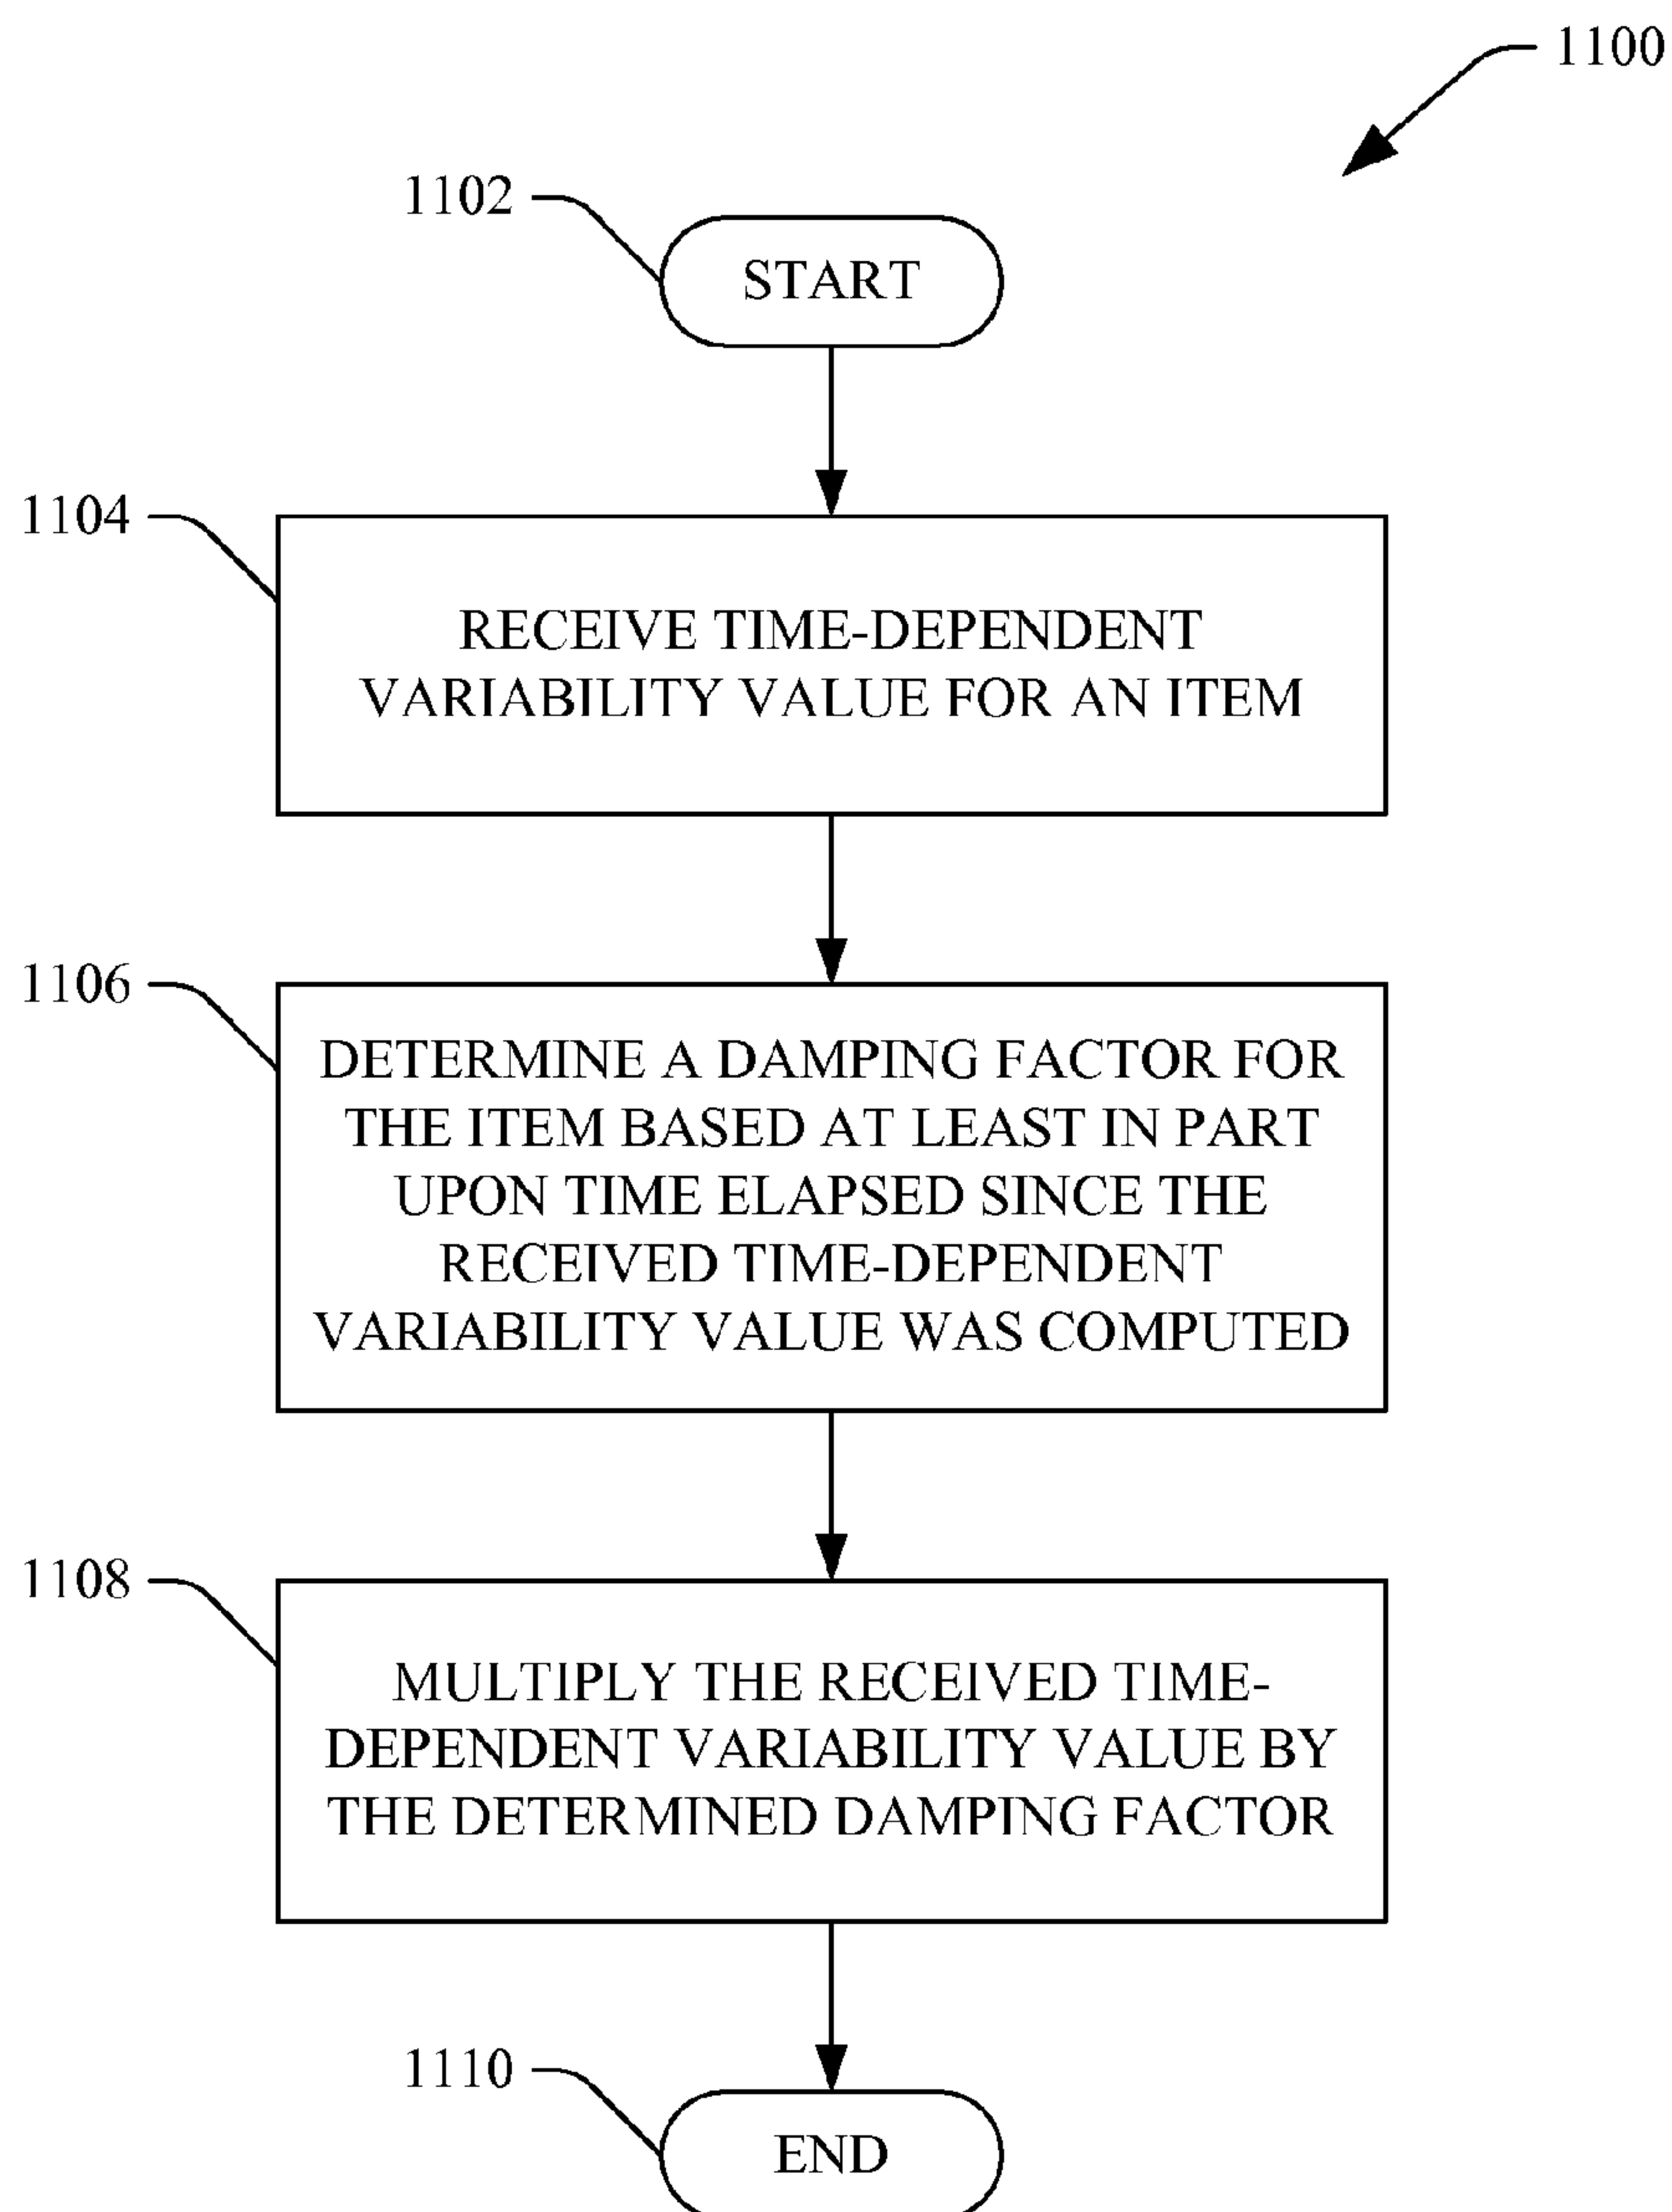 1100
1102
START
1104
RECEIVE TIME-DEPENDENT
VARIABILITY VALUE FOR AN ITEM
1106
DETERMINE A DAMPING FACTOR FOR
THE ITEM BASED AT LEAST IN PART
UPON TIME ELAPSED SINCE THE
RECEIVED TIME-DEPENDENT
VARIABILITY VALUE WAS COMPUTED
1108
MULTIPLY THE RECEIVED TIME-
DEPENDENT VARIABILITY VALUE BY
THE DETERMINED DAMPING FACTOR
1110
END